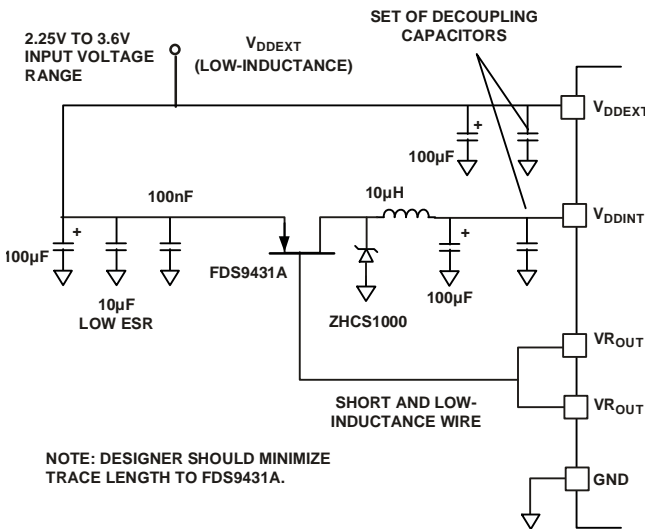 2.25V TO 3.6V
INPUT VOLTAGE
RANGE
VDDEXT
(LOW-INDUCTANCE)
SET OF DECOUPLING
CAPACITORS
VDDEXT
+
100µF
100nF
10µH
VDDINT
+
100µF
+
100µF
10µF
LOW ESR
FDS9431A
ZHCS1000
VROUT
SHORT AND LOW-
INDUCTANCE WIRE
VROUT
NOTE: DESIGNER SHOULD MINIMIZE
TRACE LENGTH TO FDS9431A.
GND